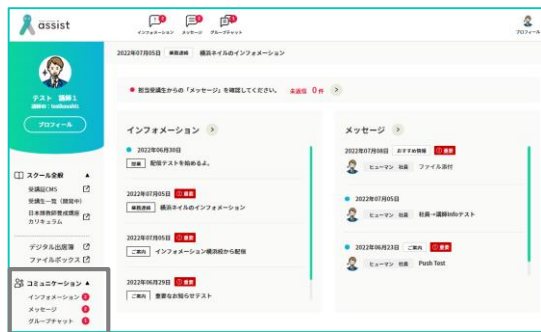 assist
インフォメーション
メッセージ
グループチャット
プロフィール
テスト 講師1
プロフィール
2022年07月05日 業務連絡 横浜ネイルのインフォメーション
担当受講生からの「メッセージ」を確認してください。 未返信 0 件
インフォメーション
2022年06月30日
配信テストを始めるよ。
2022年07月05日 重要
業務連絡 横浜ネイルのインフォメーション
2022年07月05日 重要
ご案内 インフォメーション横浜校から配信
2022年06月29日 重要
ご案内 重要なお知らせテスト
メッセージ
2022年07月08日 おすすめ情報 重要
ヒューマン 社員 ファイル添付
2022年07月05日
ヒューマン 社員 社員→講師Infoテスト
2022年06月23日 ご案内 重要
ヒューマン 社員 Push Test
スクール全般
受講証CMS
受講生一覧 (開発中)
日本語教師養成講座
カリキュラム
デジタル出席簿
ファイルボックス
コミュニケーション
インフォメーション
メッセージ
グループチャット